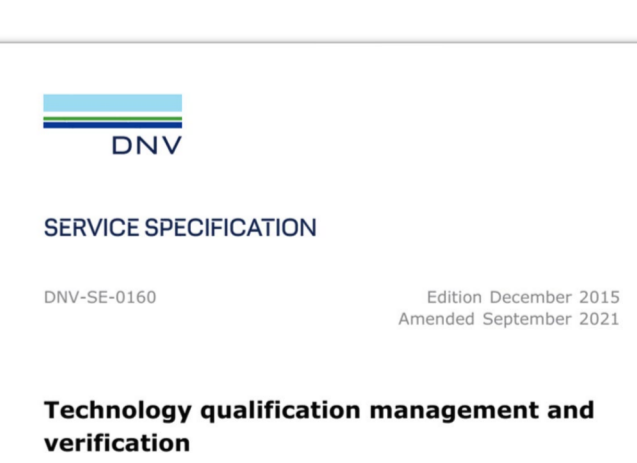 DNV
SERVICE SPECIFICATION
DNV-SE-0160
Edition December 2015
Amended September 2021
Technology qualification management and
verification